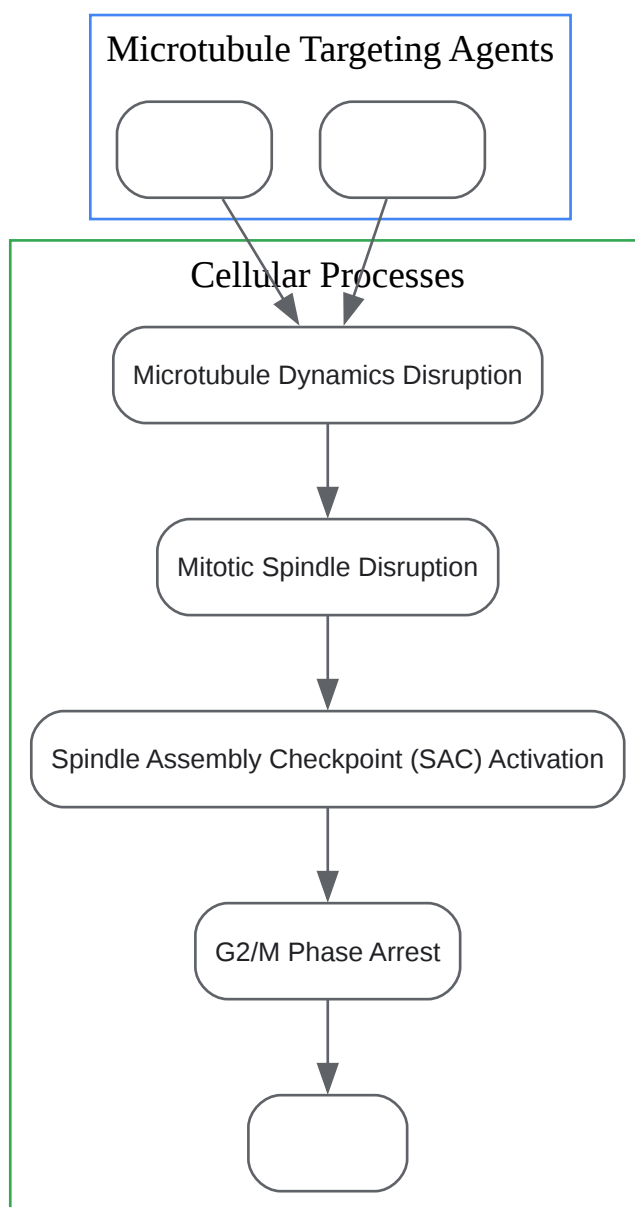 Microtubule Targeting Agents
Cellular Processes
Microtubule Dynamics Disruption
Mitotic Spindle Disruption
Spindle Assembly Checkpoint (SAC) Activation
G2/M Phase Arrest